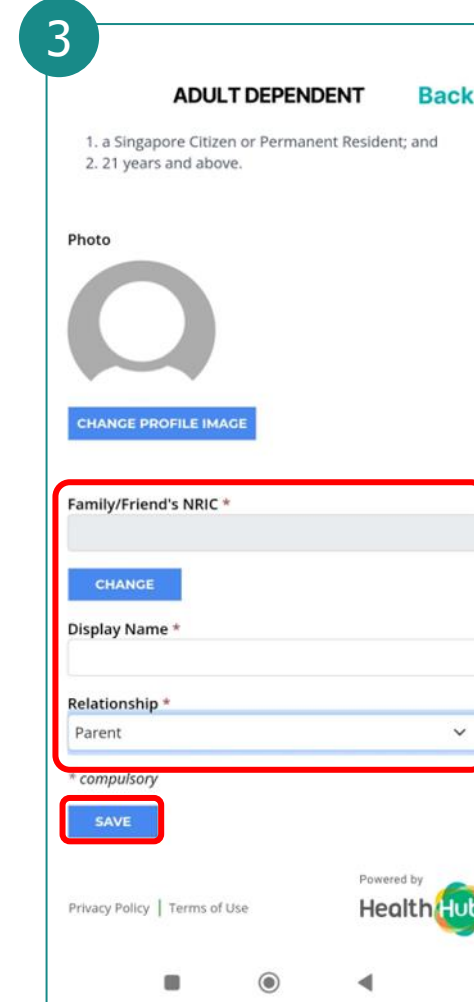 3
ADULT DEPENDENT Back
1. a Singapore Citizen or Permanent Resident; and
2. 21 years and above.
Photo
CHANGE PROFILE IMAGE
Family/Friend's NRIC *
CHANGE
Display Name *
Relationship *
Parent
* compulsory
SAVE
Powered by
Privacy Policy | Terms of Use
HealthHub